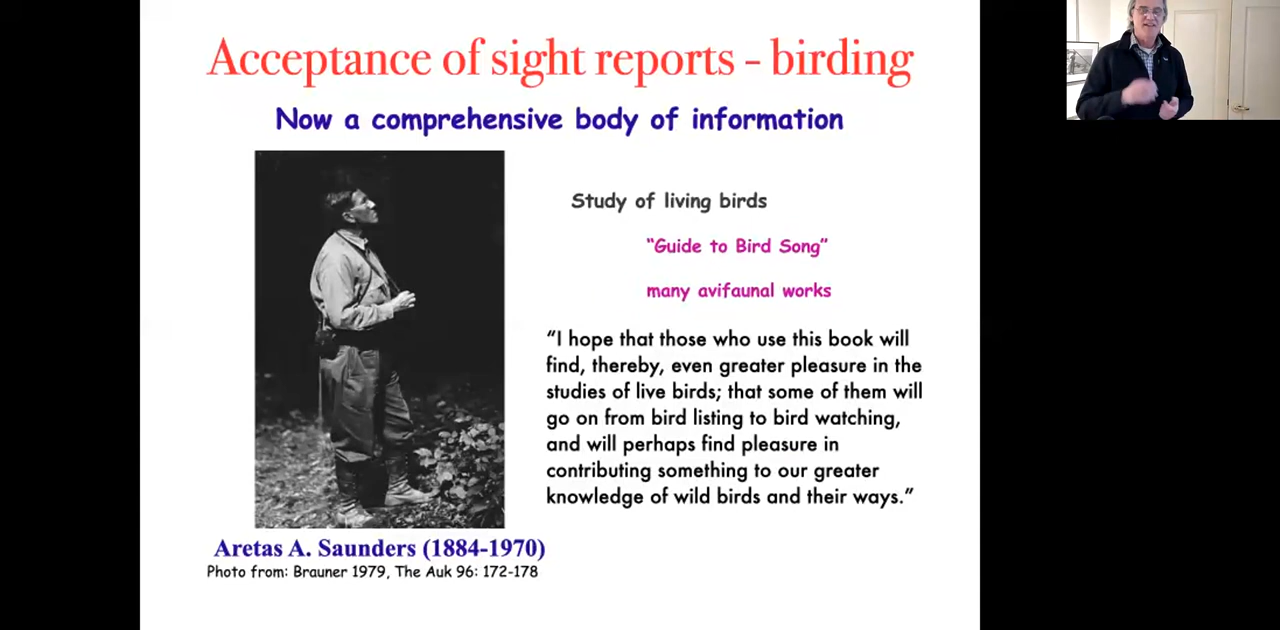 Acceptance of sight reports - birding
Now a comprehensive body of information
Study of living birds
“Guide to Bird Song”
many avifaunal works
“I hope that those who use this book will
find, thereby, even greater pleasure in the
studies of live birds; that some of them will
go on from bird listing to bird watching,
and will perhaps find pleasure in
contributing something to our greater
knowledge of wild birds and their ways.”
Aretas A. Saunders (1884-1970)
Photo from: Brauner 1979, The Auk 96: 172-178